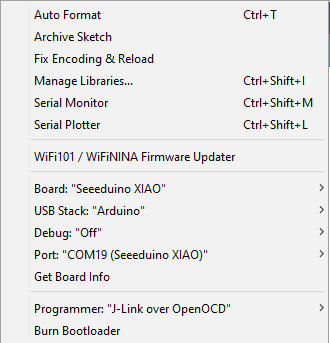 Auto Format Ctrl+T
Archive Sketch
Fix Encoding & Reload
Manage Libraries... Ctrl+Shift+I
Serial Monitor Ctrl+Shift+M
Serial Plotter Ctrl+Shift+L
WiFi101 / WiFiNINA Firmware Updater
Board: "Seeeduino XIAO"
USB Stack: "Arduino"
Debug: "Off"
Port: "COM19 (Seeeduino XIAO)"
Get Board Info
Programmer: "J-Link over OpenOCD"
Burn Bootloader